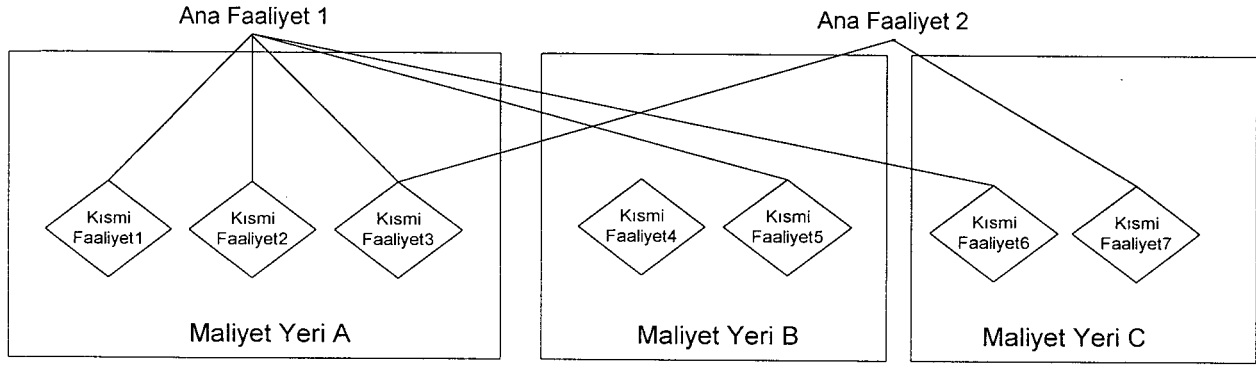 Ana Faaliyet 1
Ana Faaliyet 2
Kısmi
Faaliyet1
Kısmi
Faaliyet2
Kısmi
Faaliyet3
Kısmi
Faaliyet4
Kısmi
Faaliyet5
Kısmi
Faaliyet6
Kısmi
Faaliyet7
Maliyet Yeri A
Maliyet Yeri B
Maliyet Yeri C